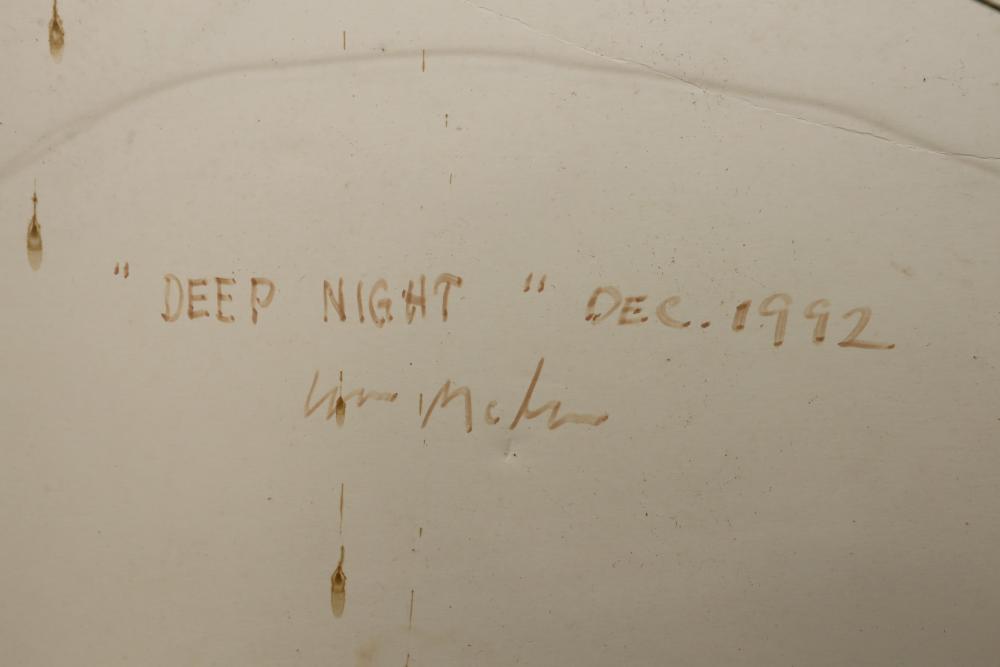 " DEEP NIGHT " DEC. 1992